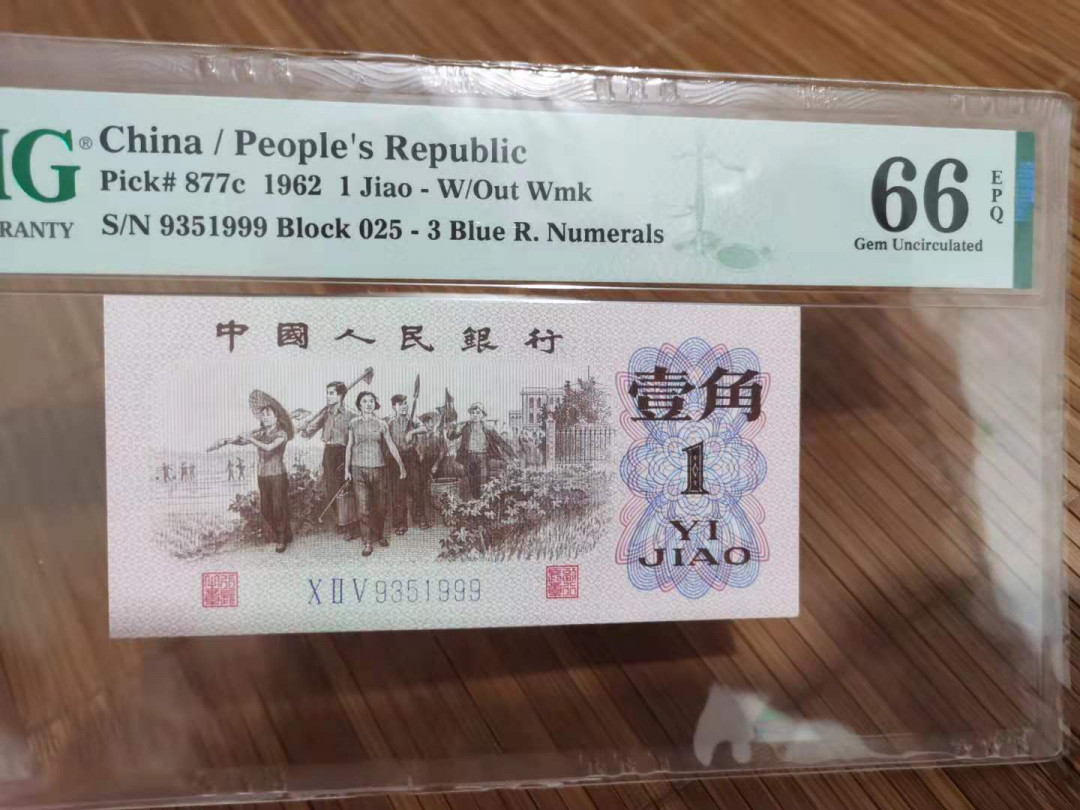 MG® China / People's Republic
Pick# 877c 1962 1 Jiao - W/Out Wmk
RANTY S/N 9351999 Block 025 - 3 Blue R. Numerals
66 EPQ
Gem Uncirculated
中國人民銀行
壹角
1
YI
JIAO
XⅡV9351999